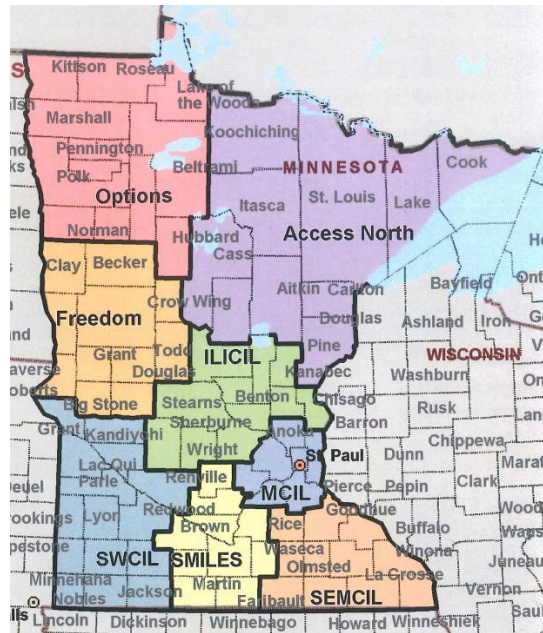 Kittson Roseau
Lake of
the Woods
Marshall
Koochiching
Pennington
Cook
Beltrami
MINNESOTA
Polk
St. Louis
Lake
Options
Itasca
Norman
Hubbard
Access North
Cass
Clay Becker
Bayfield
Aitkin Carlton
Crow Wing
Freedom
Douglas
Ashland Iron
Pine
ILICIL
Todd
Grant
WISCONSIN
Douglas
Kanabec
Washburn
Big Stone
Benton
Stearns
Chisago
Rusk
Sherburne
Barron
Grant
Kandiyohi
Anoka
Chippewa
Wright
St. Paul
Dunn
Lac Qui
Parle
Renville
Clark
MCIL
Pierce Pepin
Redwood
Goodhue
Lyon
Brown
Rice
Buffalo
Waseca
Winona
SWCIL
SMILES
Olmsted
Juneau
La Crosse
Minnehaha
Martin
Vernon
Nobles
Jackson
Faribault
SEMCIL
Lincoln Dickinson Winnebago Howard Winneshiek